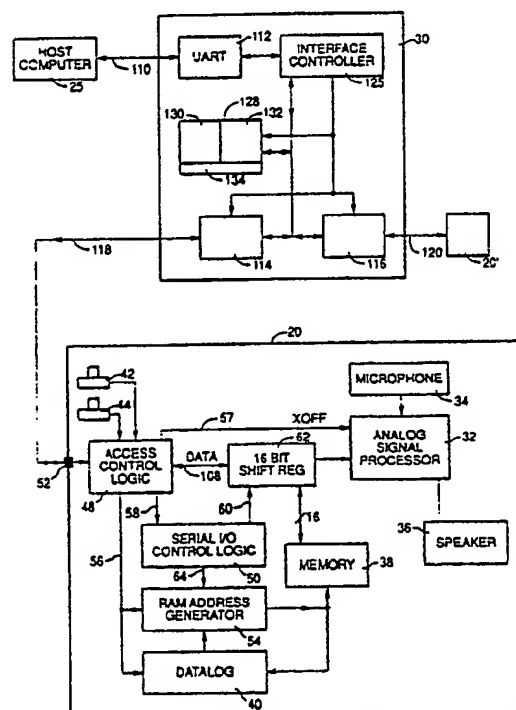 HOST COMPUTER
25
110
UART
112
INTERFACE CONTROLLER
125
30
130
128
132
134
118
114
116
120
20'
20
42
44
52
ACCESS CONTROL LOGIC
48
57
XOFF
MICROPHONE
34
62
16 BIT SHIFT REG
DATA
108
ANALOG SIGNAL PROCESSOR
32
58
60
16
56
SERIAL I/O CONTROL LOGIC
50
64
MEMORY
38
36
SPEAKER
RAM ADDRESS GENERATOR
54
DATALOG
40